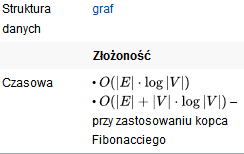 Struktura danych graf
Złożoność
Czasowa • O(|E| · log |V|)
• O(|E| + |V| · log |V|) –
przy zastosowaniu kopca
Fibonacciego